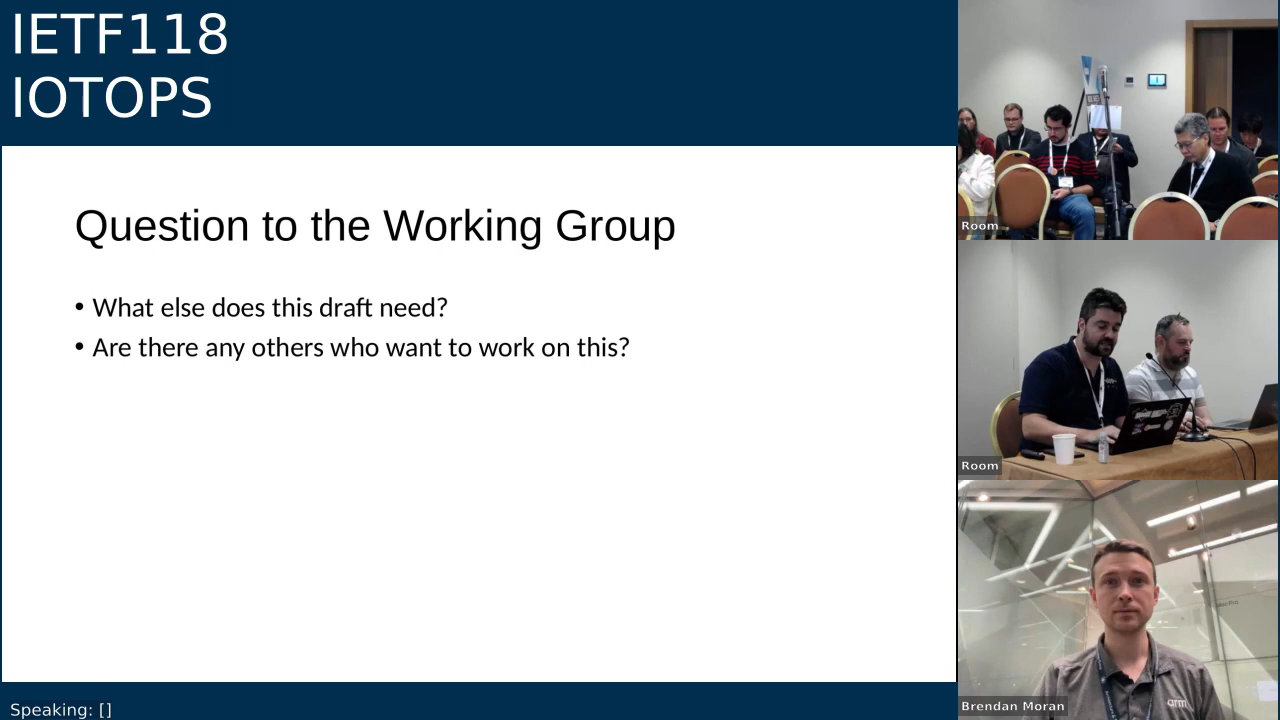 IETF118
IOTOPS
Question to the Working Group
• What else does this draft need?
• Are there any others who want to work on this?
Speaking: []
Room
Room
Brendan Moran
arm